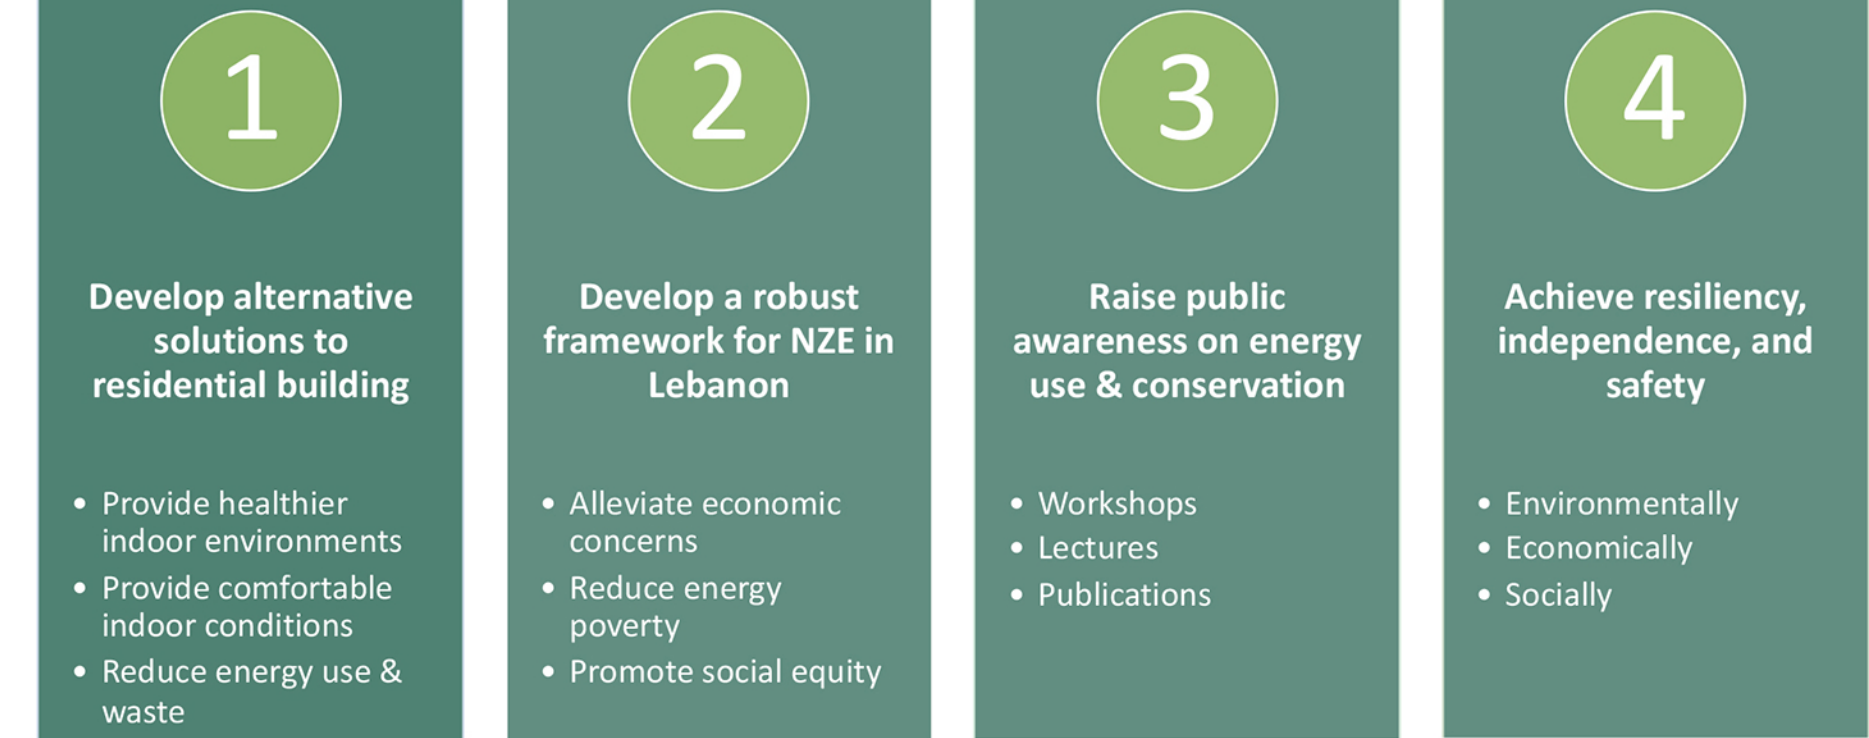 1
Develop alternative
solutions to
residential building
• Provide healthier
indoor environments
• Provide comfortable
indoor conditions
• Reduce energy use &
waste
2
Develop a robust
framework for NZE in
Lebanon
• Alleviate economic
concerns
• Reduce energy
poverty
• Promote social equity
3
Raise public
awareness on energy
use & conservation
• Workshops
• Lectures
• Publications
4
Achieve resiliency,
independence, and
safety
• Environmentally
• Economically
• Socially